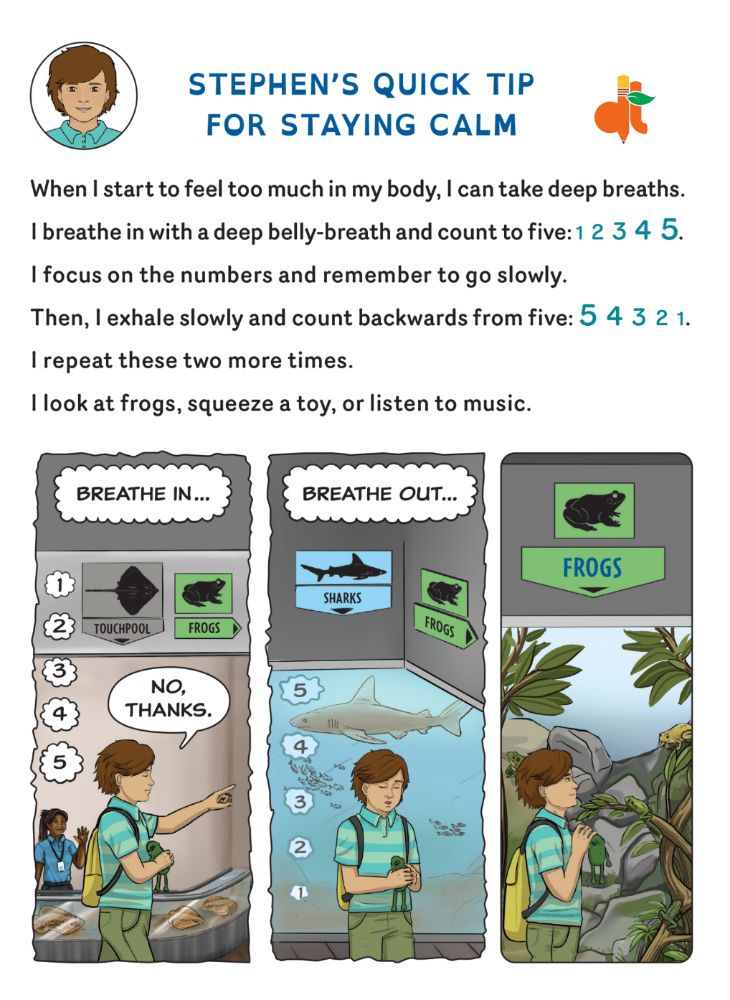 STEPHEN'S QUICK TIP
FOR STAYING CALM
When I start to feel too much in my body, I can take deep breaths.
I breathe in with a deep belly-breath and count to five: 1 2 3 4 5.
I focus on the numbers and remember to go slowly.
Then, I exhale slowly and count backwards from five: 5 4 3 2 1.
I repeat these two more times.
I look at frogs, squeeze a toy, or listen to music.
BREATHE IN...
1
2
TOUCHPOOL
FROGS
3
4
5
NO,
THANKS.
BREATHE OUT...
SHARKS
FROGS
5
4
3
2
1
FROGS